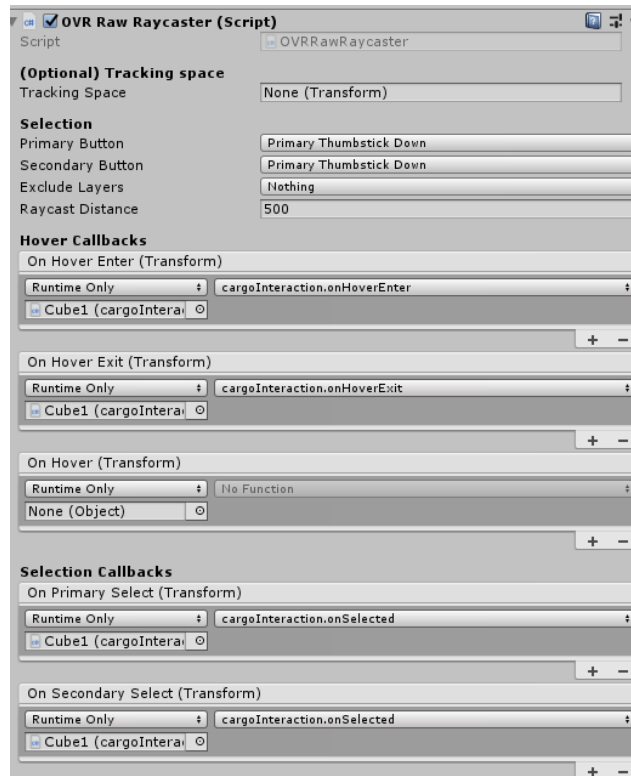 OVR Raw Raycaster (Script)
Script OVRRawRaycaster
(Optional) Tracking space
Tracking Space None (Transform)
Selection
Primary Button Primary Thumbstick Down
Secondary Button Primary Thumbstick Down
Exclude Layers Nothing
Raycast Distance 500
Hover Callbacks
On Hover Enter (Transform)
Runtime Only cargoInteraction.onHoverEnter
Cube1 (cargoIntera
+ −
On Hover Exit (Transform)
Runtime Only cargoInteraction.onHoverExit
Cube1 (cargoIntera
+ −
On Hover (Transform)
Runtime Only No Function
None (Object)
+ −
Selection Callbacks
On Primary Select (Transform)
Runtime Only cargoInteraction.onSelected
Cube1 (cargoIntera
+ −
On Secondary Select (Transform)
Runtime Only cargoInteraction.onSelected
Cube1 (cargoIntera
+ −